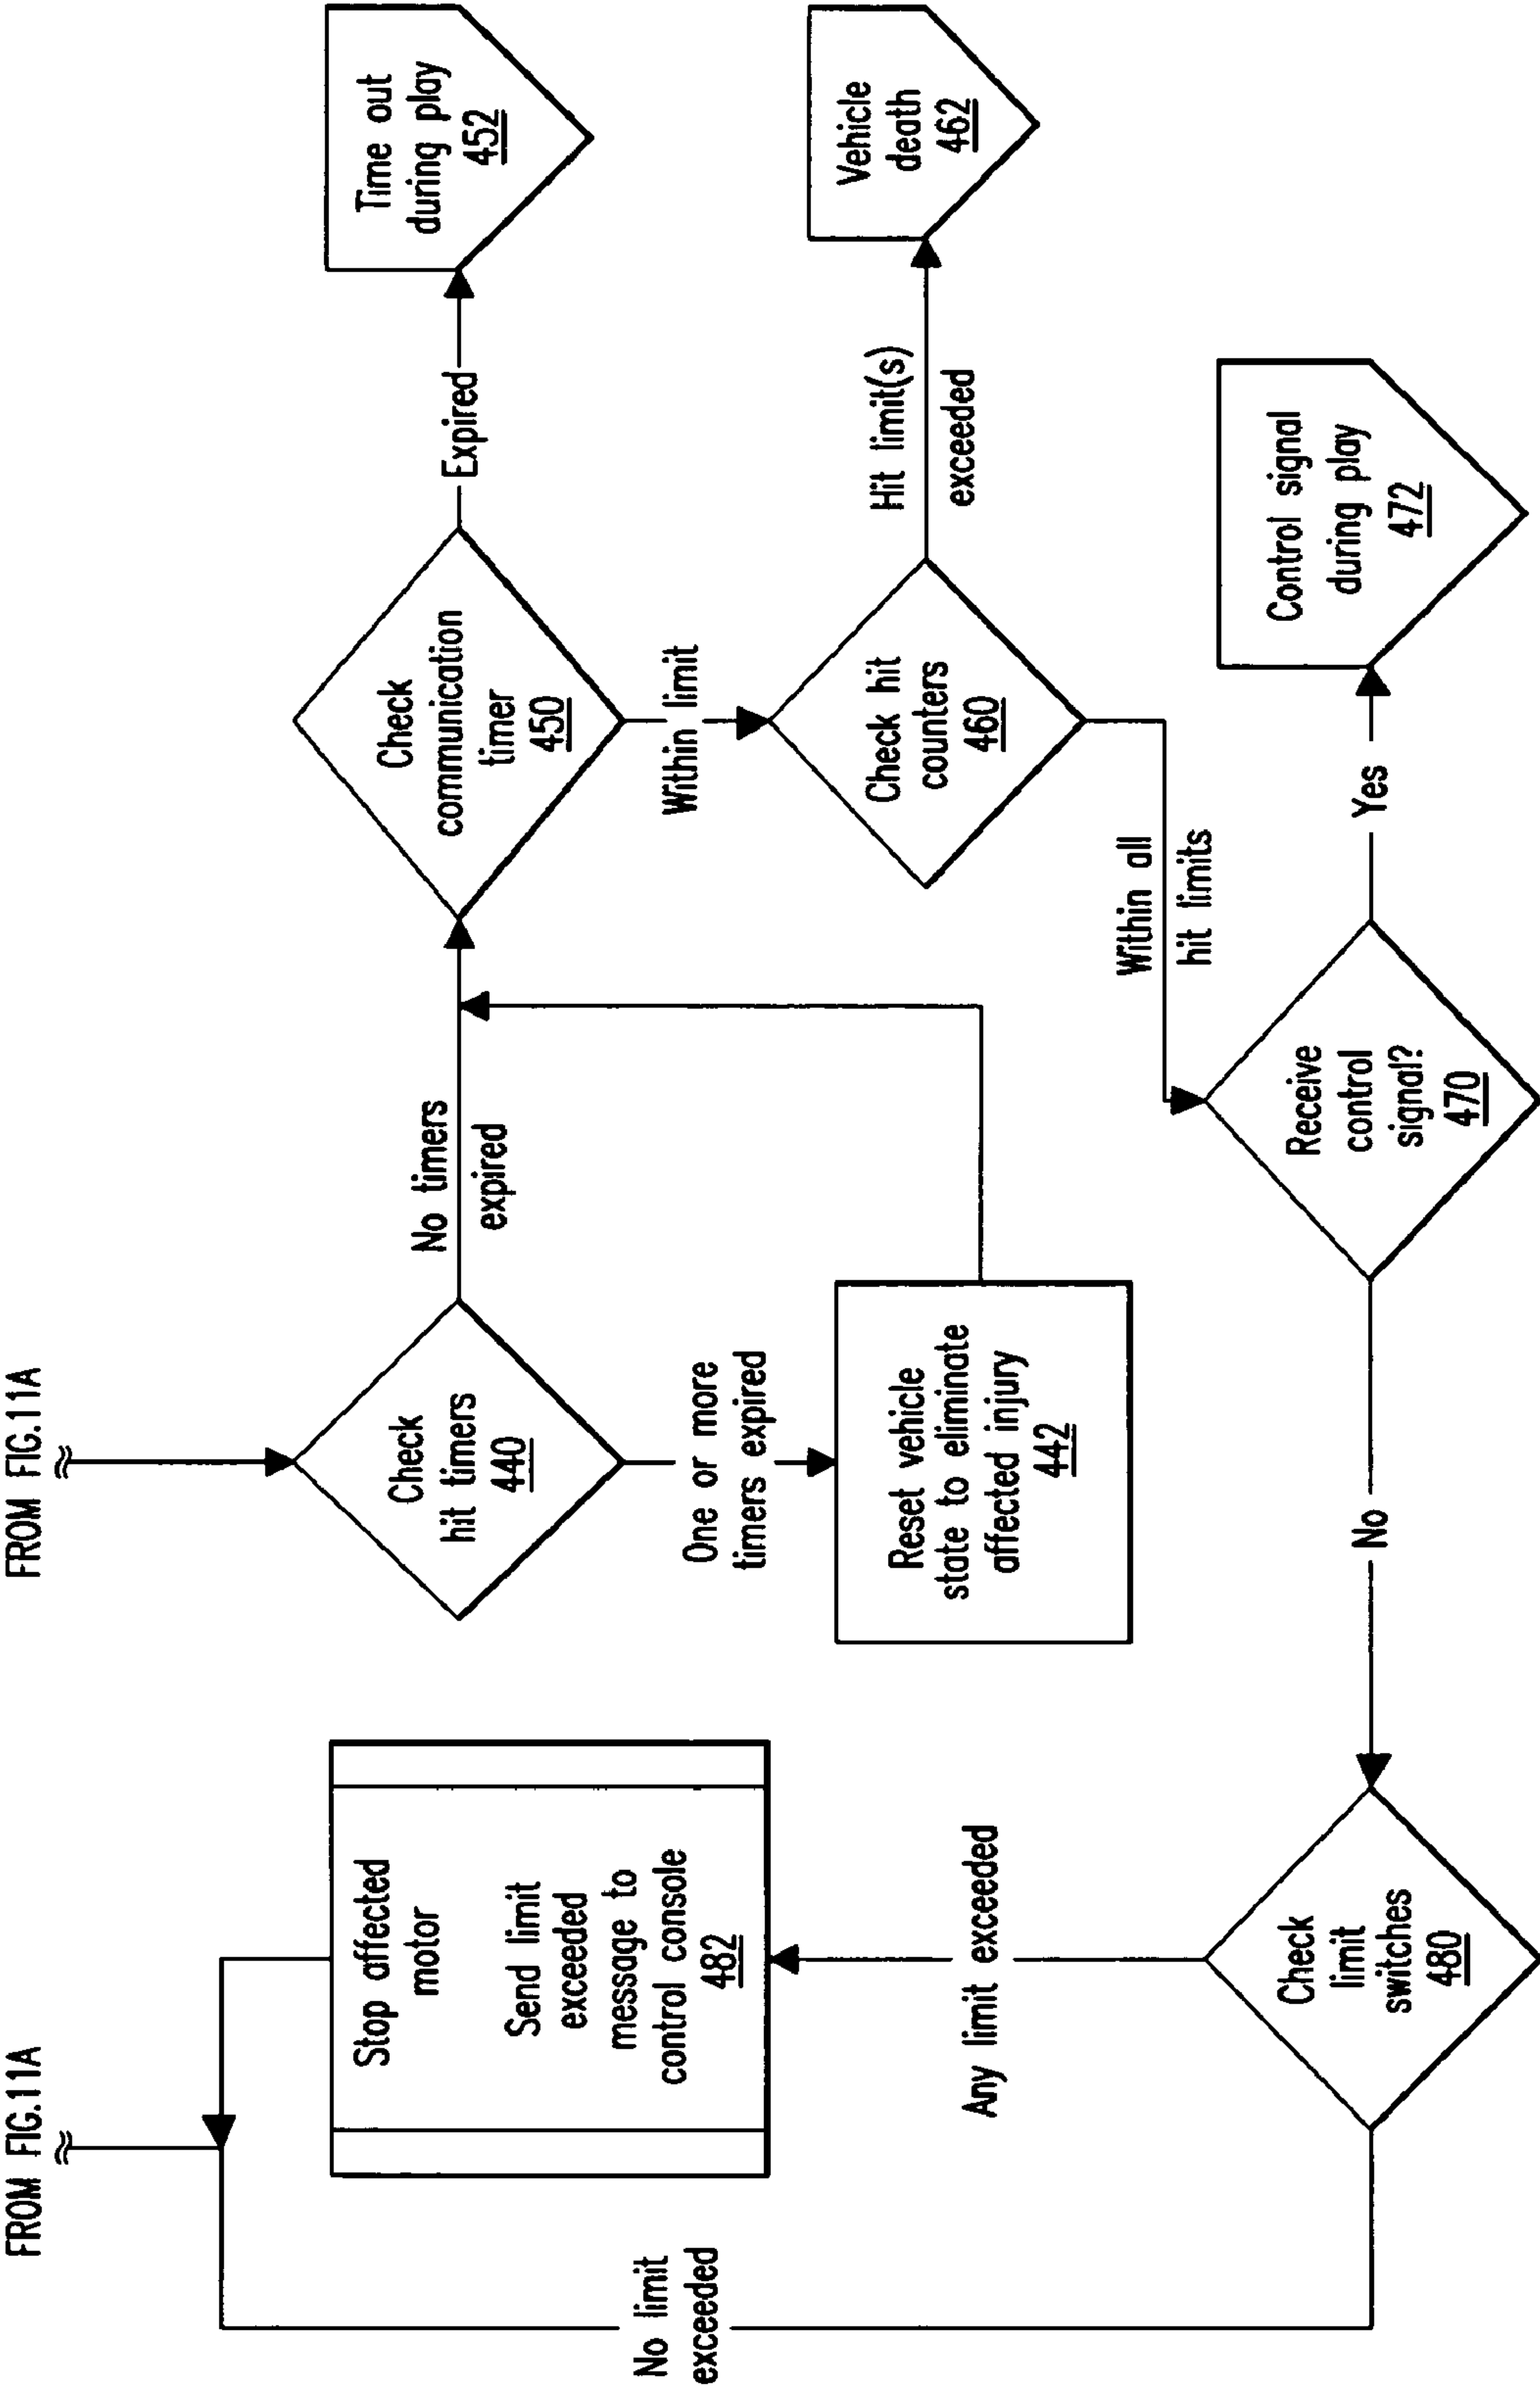 FROM FIG.11A
FROM FIG.11A
Stop affected
motor
Send limit
exceeded
message to
control console
482
Check
hit timers
440
No timers
expired
Check
communication
timer
450
Expired
Time out
during play
452
No limit
exceeded
One or more
timers expired
Within limit
Any limit exceeded
Reset vehicle
state to eliminate
affected injury
442
Check hit
counters
460
Hit limit(s)
exceeded
Vehicle
death
462
Within all
hit limits
Check
limit
switches
480
No
Receive
control
signal?
470
Yes
Control signal
during play
472